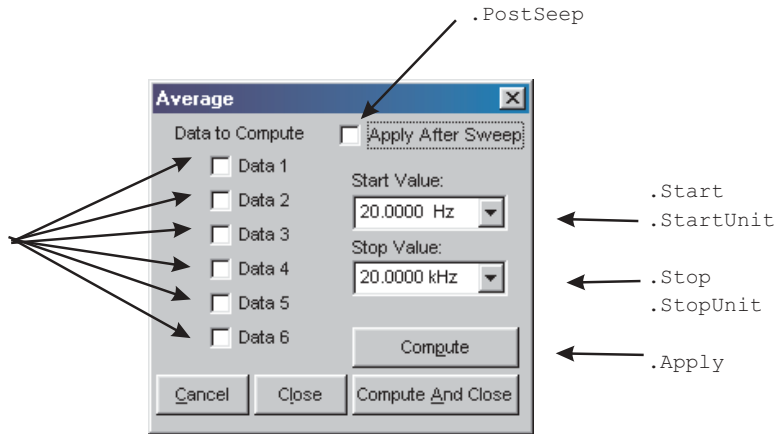 .PostSeep
Average
Data to Compute
Apply After Sweep
Data 1
Data 2
Data 3
Data 4
Data 5
Data 6
Start Value:
20.0000 Hz
Stop Value:
20.0000 kHz
.Start
.StartUnit
.Stop
.StopUnit
Compute
.Apply
Cancel
Close
Compute And Close